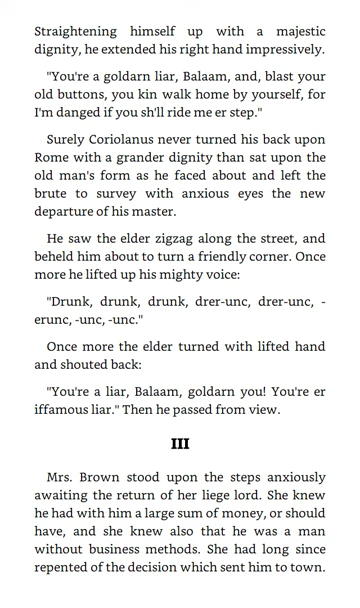 Straightening himself up with a majestic
dignity, he extended his right hand impressively.
"You're a goldarn liar, Balaam, and, blast your
old buttons, you kin walk home by yourself, for
I'm danged if you sh'll ride me er step."
Surely Coriolanus never turned his back upon
Rome with a grander dignity than sat upon the
old man's form as he faced about and left the
brute to survey with anxious eyes the new
departure of his master.
He saw the elder zigzag along the street, and
beheld him about to turn a friendly corner. Once
more he lifted up his mighty voice:
"Drunk, drunk, drunk, drer-unc, drer-unc, -
erunc, -unc, -unc."
Once more the elder turned with lifted hand
and shouted back:
"You're a liar, Balaam, goldarn you! You're er
iffamous liar." Then he passed from view.
III
Mrs. Brown stood upon the steps anxiously
awaiting the return of her liege lord. She knew
he had with him a large sum of money, or should
have, and she knew also that he was a man
without business methods. She had long since
repented of the decision which sent him to town.